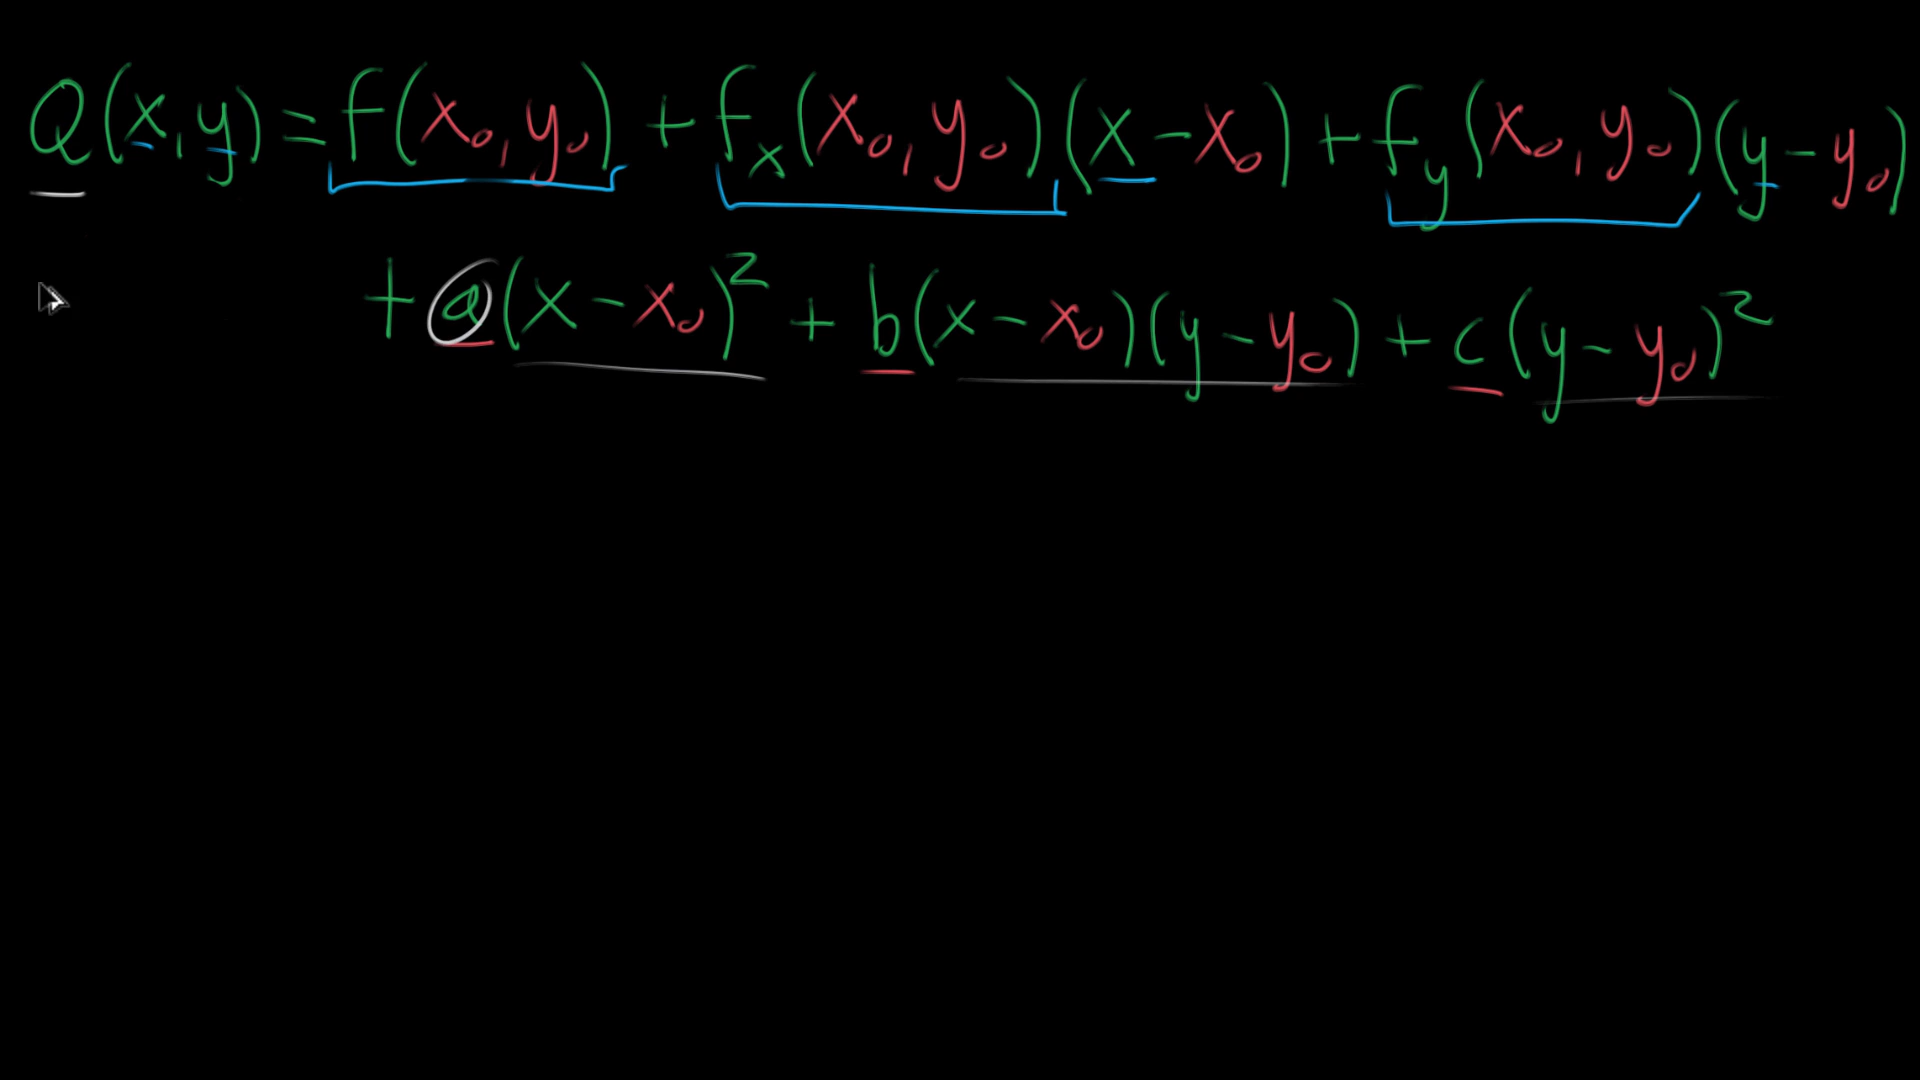 Q(x,y) = f(x₀,y₀) + fₓ(x₀,y₀)(x-x₀) + f_y(x₀,y₀)(y-y₀)
+ a(x-x₀)² + b(x-x₀)(y-y₀) + c(y-y₀)²